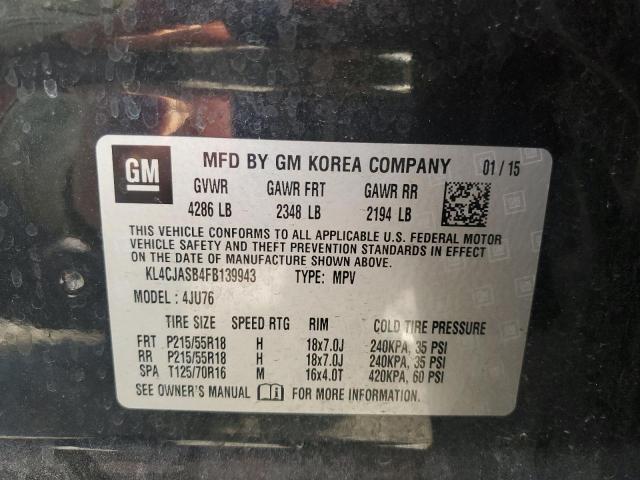 GM MFD BY GM KOREA COMPANY 01/15
GVWR GAWR FRT GAWR RR
4286 LB 2348 LB 2194 LB
THIS VEHICLE CONFORMS TO ALL APPLICABLE U.S. FEDERAL MOTOR
VEHICLE SAFETY AND THEFT PREVENTION STANDARDS IN EFFECT
ON THE DATE OF MANUFACTURE SHOWN ABOVE.
KL4CJASB4FB139943 TYPE: MPV
MODEL : 4JU76
TIRE SIZE SPEED RTG RIM COLD TIRE PRESSURE
FRT P215/55R18 H 18x7.0J 240KPA, 35 PSI
RR P215/55R18 H 18x7.0J 240KPA, 35 PSI
SPA T125/70R16 M 16x4.0T 420KPA, 60 PSI
SEE OWNER'S MANUAL FOR MORE INFORMATION.